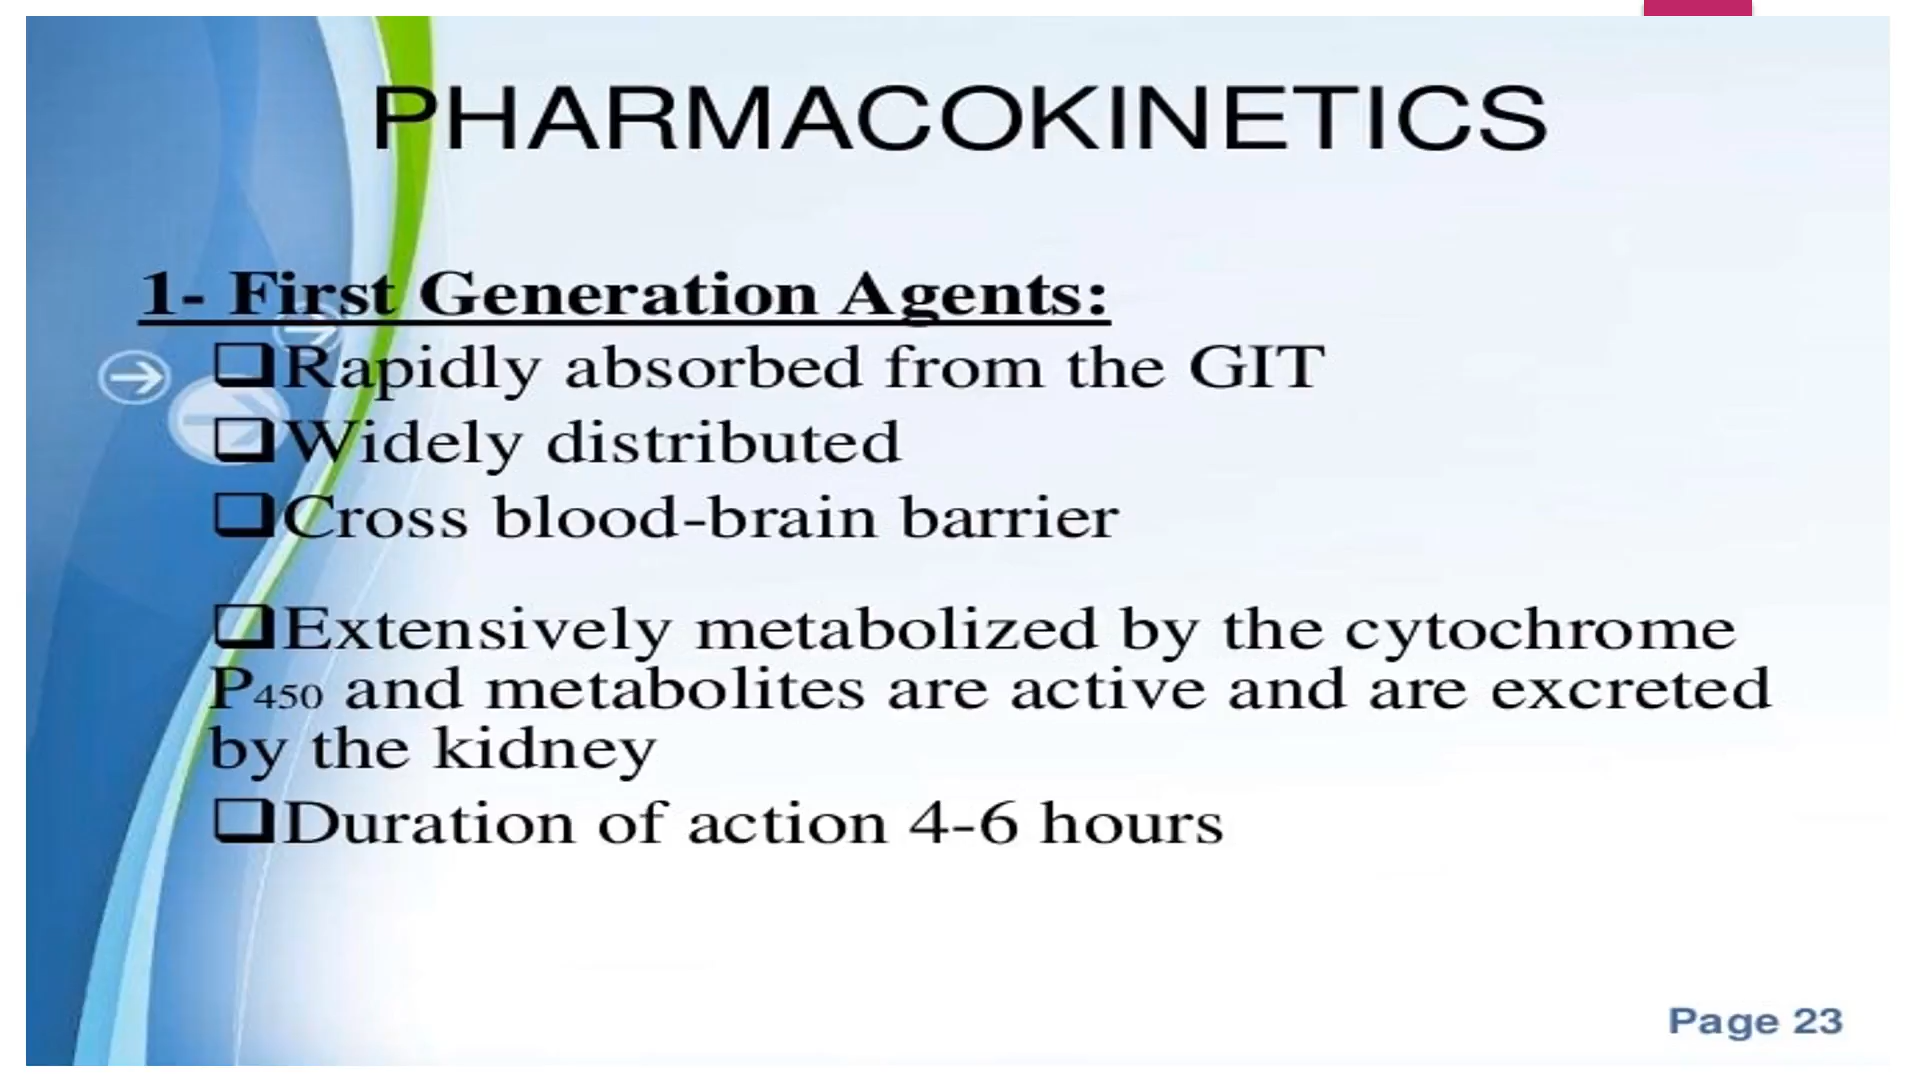 PHARMACOKINETICS
1- First Generation Agents:
❑Rapidly absorbed from the GIT
❑Widely distributed
❑Cross blood-brain barrier
❑Extensively metabolized by the cytochrome
P450 and metabolites are active and are excreted
by the kidney
❑Duration of action 4-6 hours
Page 23